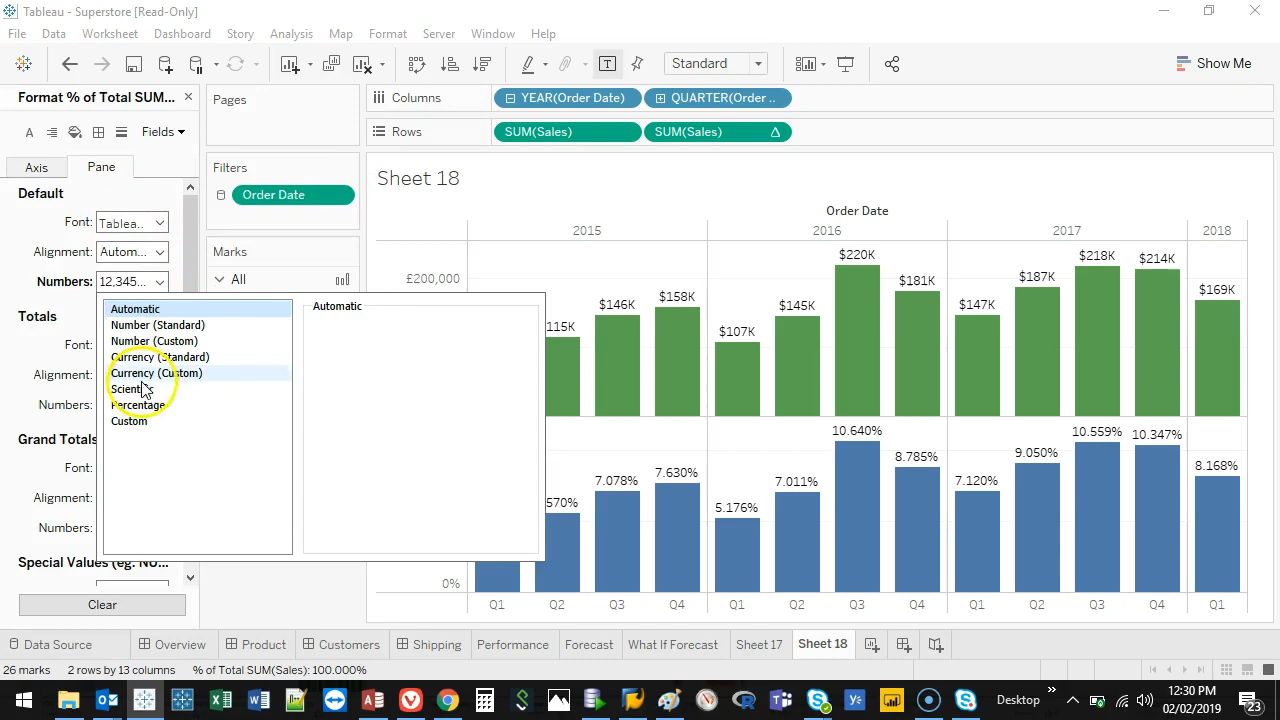 Tableau - Superstore [Read-Only]
File Data Worksheet Dashboard Story Analysis Map Format Server Window Help
Standard
Show Me
Format % of Total SUM...
Fields
Axis Pane
Default
Font: Tablea..
Alignment: Autom..
Numbers: 12,345...
Totals
Font:
Alignment:
Numbers:
Grand Totals
Font:
Alignment:
Numbers:
Special Values (eg. NU...
Clear
Automatic
Number (Standard)
Number (Custom)
Currency (Standard)
Currency (Custom)
Scientific
Percentage
Custom
Automatic
Pages
Filters
Order Date
Marks
All
Columns YEAR(Order Date) QUARTER(Order ..
Rows SUM(Sales) SUM(Sales)
Sheet 18
Order Date
2015 2016 2017 2018
£200,000
115K $146K $158K $107K $145K $220K $181K $147K $187K $218K $214K $169K
570% 7.078% 7.630% 5.176% 7.011% 10.640% 8.785% 7.120% 9.050% 10.559% 10.347% 8.168%
0%
Q1 Q2 Q3 Q4 Q1 Q2 Q3 Q4 Q1 Q2 Q3 Q4 Q1
Data Source Overview Product Customers Shipping Performance Forecast What If Forecast Sheet 17 Sheet 18
26 marks 2 rows by 13 columns % of Total SUM(Sales): 100.000%
Desktop
12:30 PM
02/02/2019
23